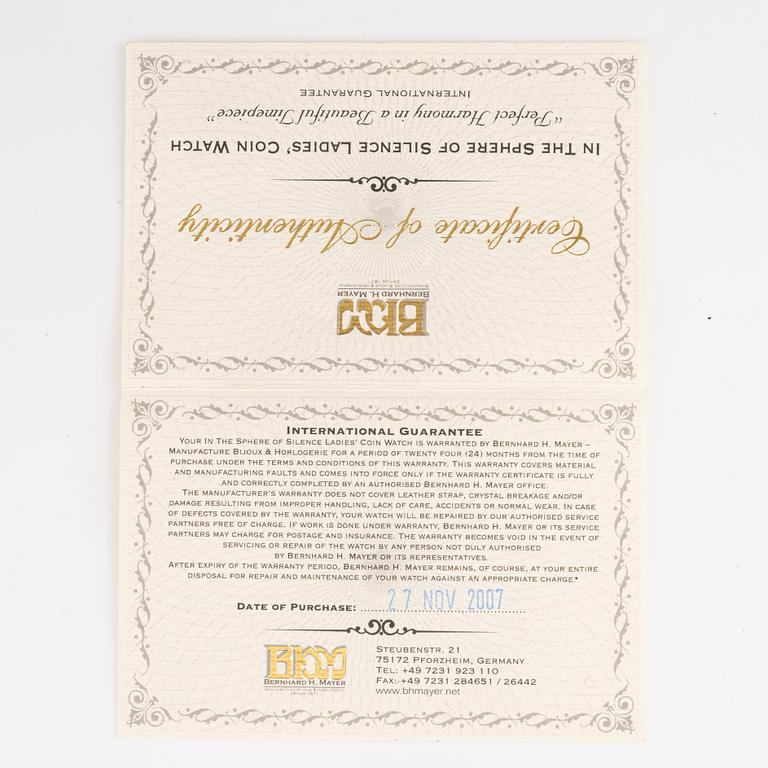 BHM
BERNHARD H. MAYER
MANUFACTURE BIJOUX & HORLOGERIE
DEPUIS 1871
Certificate of Authenticity
IN THE SPHERE OF SILENCE LADIES' COIN WATCH
"Perfect Harmony in a Beautiful Timepiece"
INTERNATIONAL GUARANTEE
INTERNATIONAL GUARANTEE
YOUR IN THE SPHERE OF SILENCE LADIES' COIN WATCH IS WARRANTED BY BERNHARD H. MAYER –
MANUFACTURE BIJOUX & HORLOGERIE FOR A PERIOD OF TWENTY FOUR (24) MONTHS FROM THE TIME OF
PURCHASE UNDER THE TERMS AND CONDITIONS OF THIS WARRANTY. THIS WARRANTY COVERS MATERIAL
AND MANUFACTURING FAULTS AND COMES INTO FORCE ONLY IF THE WARRANTY CERTIFICATE IS FULLY
AND CORRECTLY COMPLETED BY AN AUTHORISED BERNHARD H. MAYER OFFICE.
THE MANUFACTURER'S WARRANTY DOES NOT COVER LEATHER STRAP, CRYSTAL BREAKAGE AND/OR
DAMAGE RESULTING FROM IMPROPER HANDLING, LACK OF CARE, ACCIDENTS OR NORMAL WEAR. IN CASE
OF DEFECTS COVERED BY THE WARRANTY, YOUR WATCH WILL BE REPAIRED BY OUR AUTHORISED SERVICE
PARTNERS FREE OF CHARGE. IF WORK IS DONE UNDER WARRANTY, BERNHARD H. MAYER OR ITS SERVICE
PARTNERS MAY CHARGE FOR POSTAGE AND INSURANCE. THE WARRANTY BECOMES VOID IN THE EVENT OF
SERVICING OR REPAIR OF THE WATCH BY ANY PERSON NOT DULY AUTHORISED
BY BERNHARD H. MAYER OR ITS REPRESENTATIVES.
AFTER EXPIRY OF THE WARRANTY PERIOD, BERNHARD H. MAYER REMAINS, OF COURSE, AT YOUR ENTIRE
DISPOSAL FOR REPAIR AND MAINTENANCE OF YOUR WATCH AGAINST AN APPROPRIATE CHARGE.
DATE OF PURCHASE: 27 NOV 2007
BHM
BERNHARD H. MAYER
MANUFACTURE BIJOUX & HORLOGERIE
DEPUIS 1871
STEUBENSTR. 21
75172 PFORZHEIM, GERMANY
TEL: +49 7231 923 110
FAX: +49 7231 284651 / 26442
www.bhmayer.net